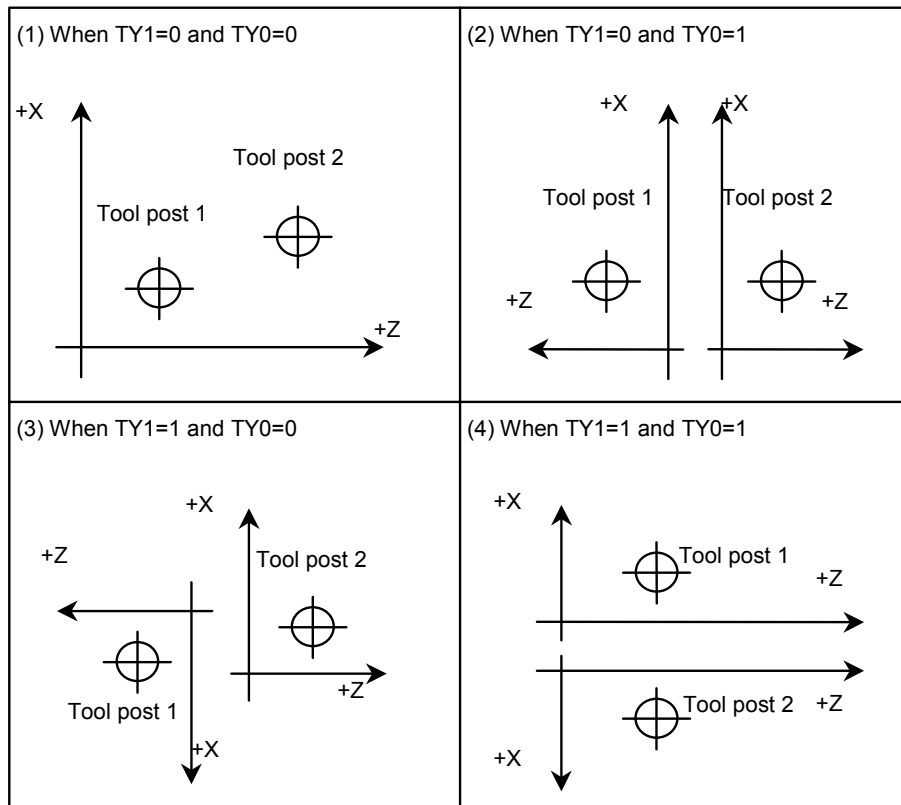 (1) When TY1=0 and TY0=0
+X
Tool post 2
Tool post 1
+Z
(2) When TY1=0 and TY0=1
+X
+X
Tool post 1
Tool post 2
+Z
+Z
(3) When TY1=1 and TY0=0
+X
+Z
Tool post 2
+Z
Tool post 1
+X
(4) When TY1=1 and TY0=1
+X
Tool post 1
+Z
Tool post 2
+Z
+X